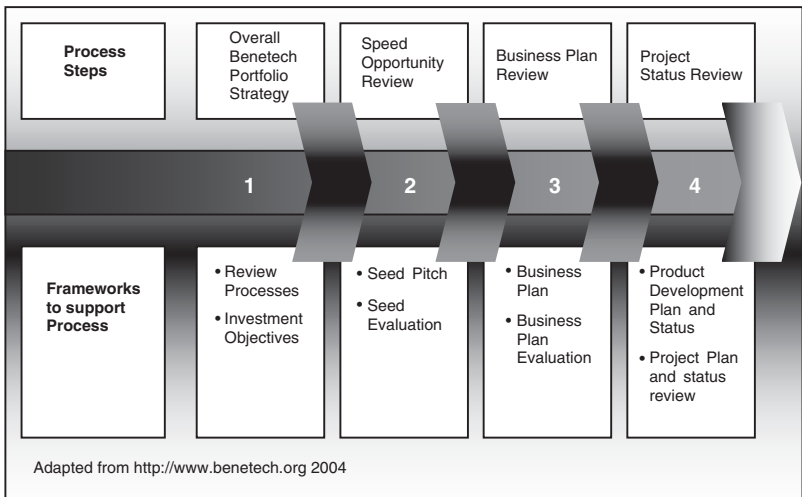 Process
Steps
Overall
Benetech
Portfolio
Strategy
Speed
Opportunity
Review
Business Plan
Review
Project
Status Review
1
2
3
4
Frameworks
to support
Process
• Review
Processes
• Investment
Objectives
• Seed Pitch
• Seed
Evaluation
• Business
Plan
• Business
Plan
Evaluation
• Product
Development
Plan and
Status
• Project Plan
and status
review
Adapted from http://www.benetech.org 2004